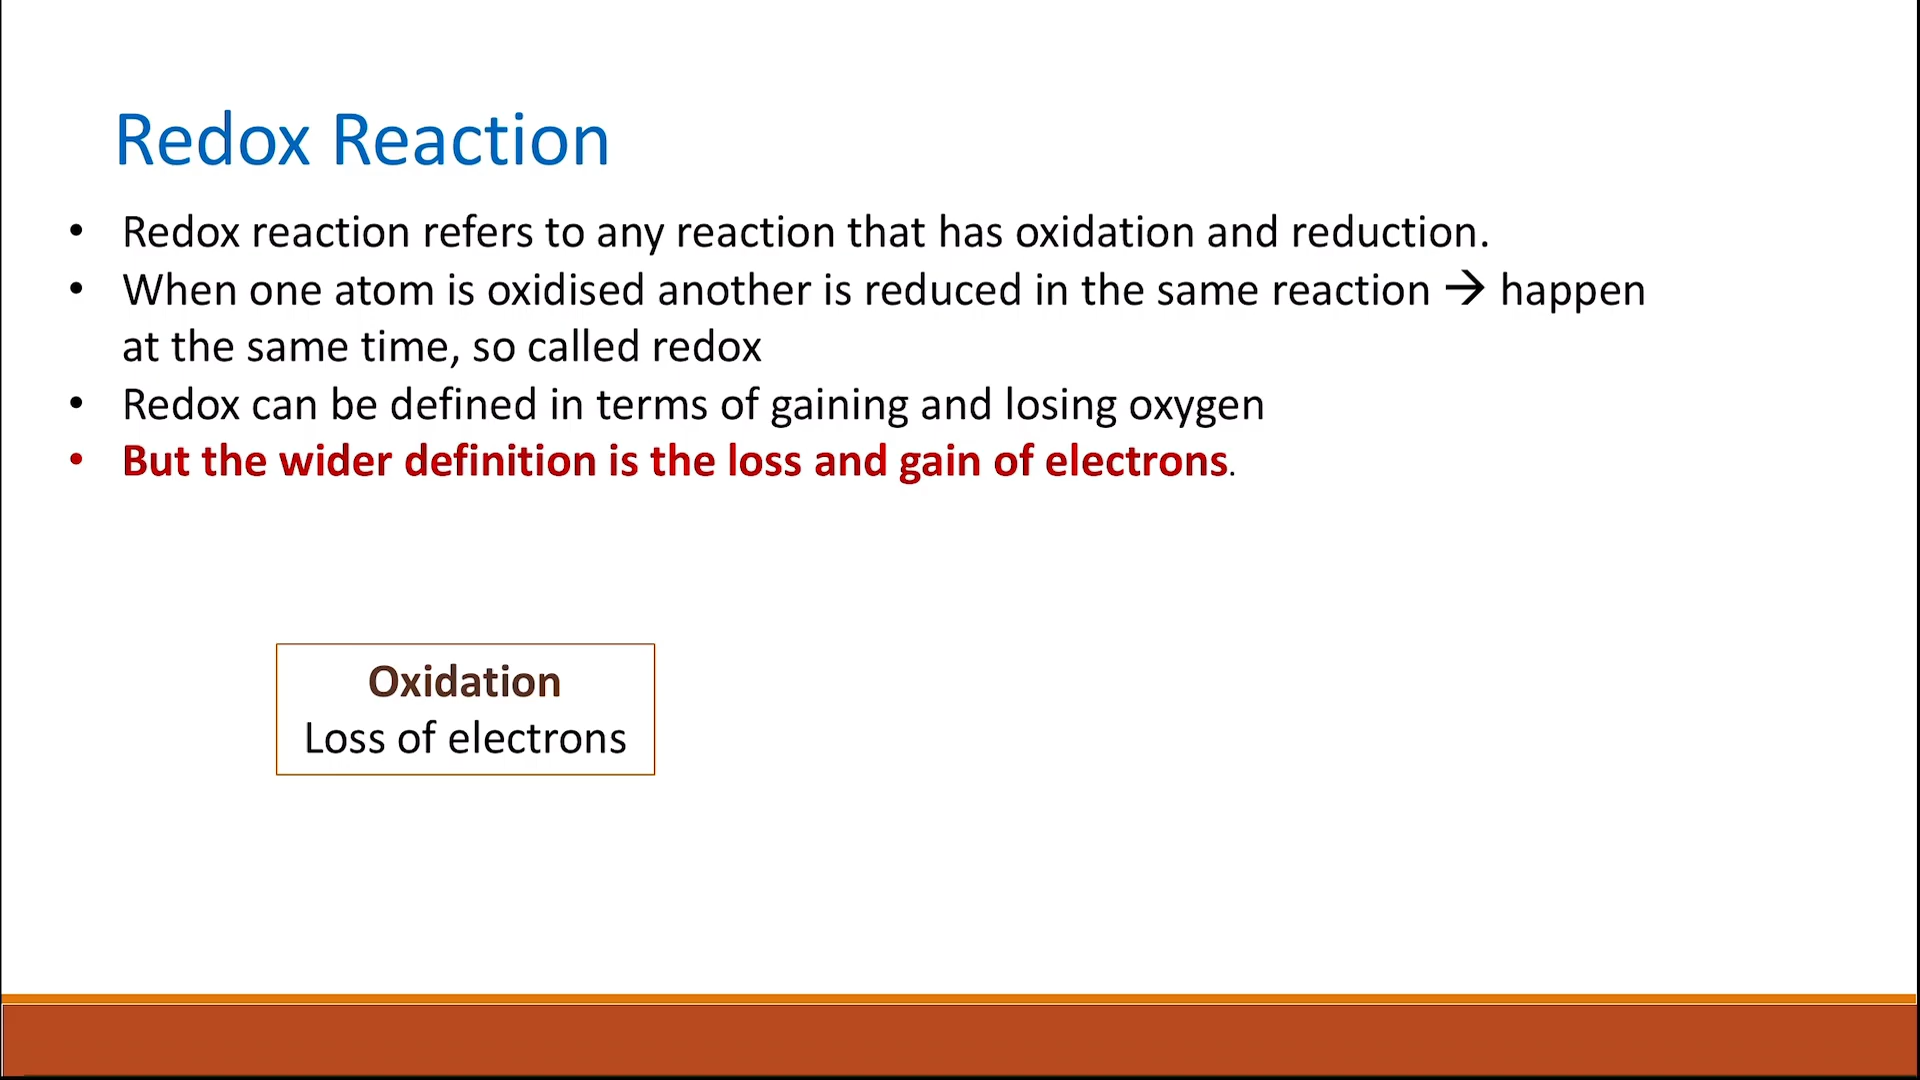 Redox Reaction
• Redox reaction refers to any reaction that has oxidation and reduction.
• When one atom is oxidised another is reduced in the same reaction → happen
at the same time, so called redox
• Redox can be defined in terms of gaining and losing oxygen
• But the wider definition is the loss and gain of electrons.
Oxidation
Loss of electrons